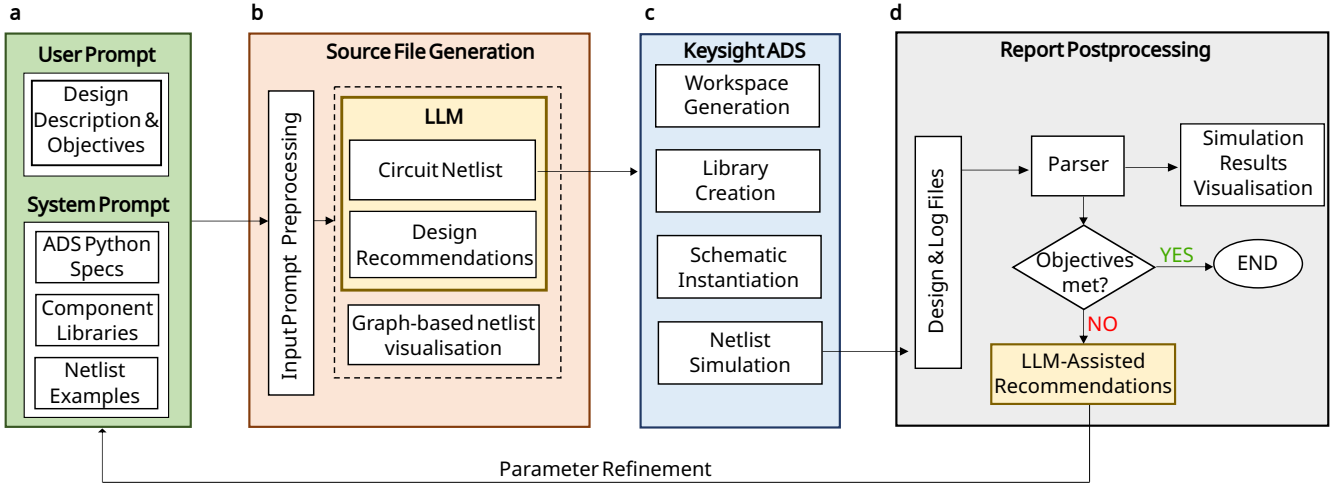 a
User Prompt
Design
Description &
Objectives
System Prompt
ADS Python
Specs
Component
Libraries
Netlist
Examples
b
Source File Generation
Input Prompt Preprocessing
LLM
Circuit Netlist
Design
Recommendations
Graph-based netlist
visualisation
c
Keysight ADS
Workspace
Generation
Library
Creation
Schematic
Instantiation
Netlist
Simulation
d
Report Postprocessing
Design & Log Files
Parser
Simulation
Results
Visualisation
Objectives
met?
YES
END
NO
LLM-Assisted
Recommendations
Parameter Refinement